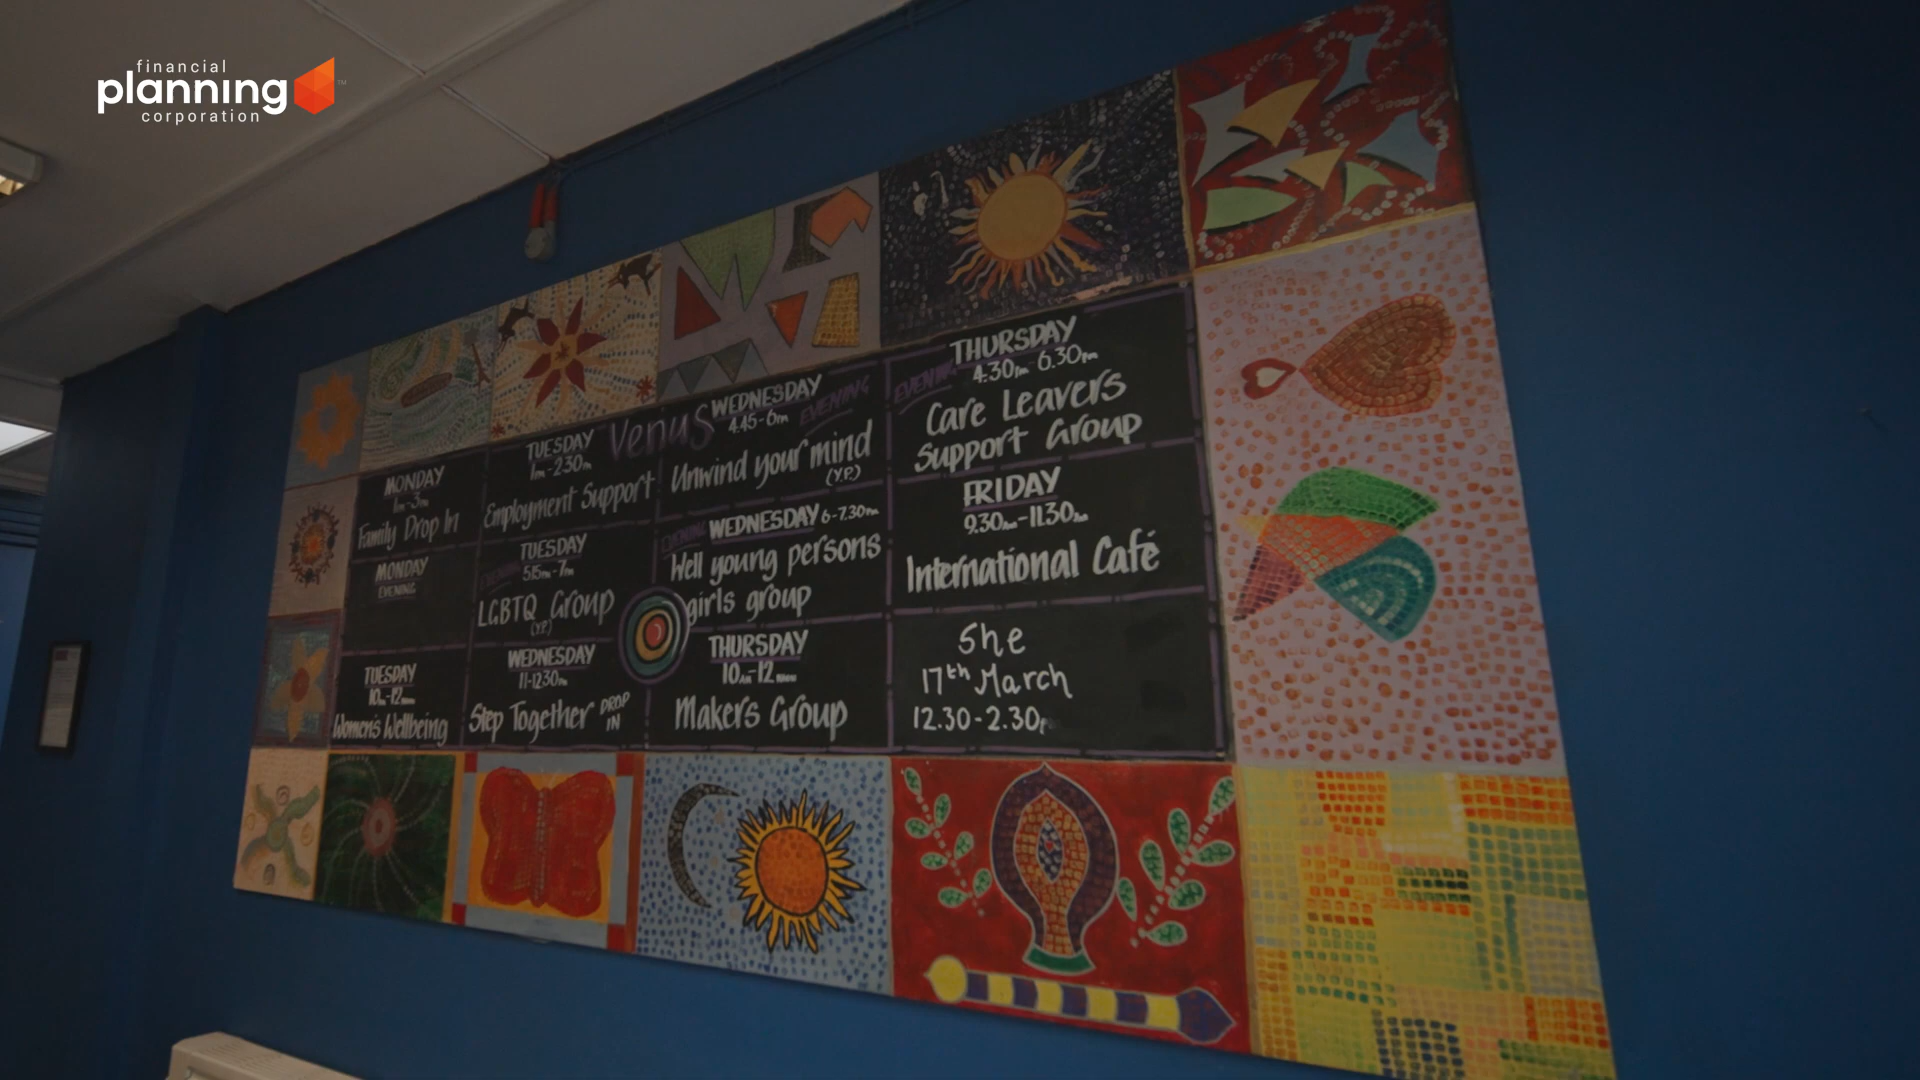 financial
planning
corporation
TM
Venus
MONDAY
1pm-3pm
Family Drop In
MONDAY
EVENING
TUESDAY
10am-12noon
Women's Wellbeing
TUESDAY
1pm-2.30pm
Employment Support
TUESDAY
EVENING
5.15pm-7pm
LGBTQ Group
(Y.P.)
WEDNESDAY
11-12.30pm
Step Together DROP IN
WEDNESDAY
4.45-6pm EVENING
Unwind your mind
(Y.P.)
EVENING WEDNESDAY 6-7.30pm
Well young persons
girls group
THURSDAY
10am-12noon
Makers Group
THURSDAY
EVENING 4.30pm-6.30pm
Care Leavers
Support Group
FRIDAY
9.30am-11.30am
International Café
She
17th March
12.30-2.30p